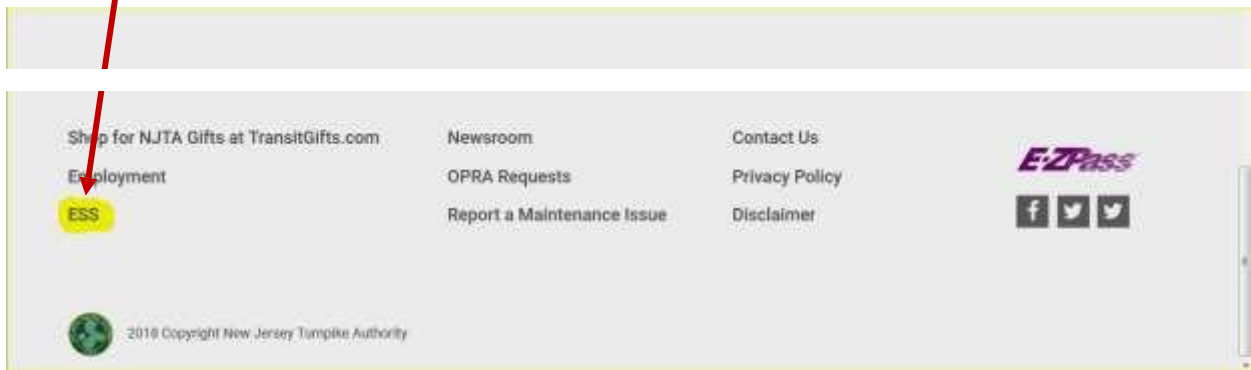 Shop for NJTA Gifts at TransitGifts.com
Employment
ESS
Newsroom
OPRA Requests
Report a Maintenance Issue
Contact Us
Privacy Policy
Disclaimer
E-ZPass
2018 Copyright New Jersey Turnpike Authority